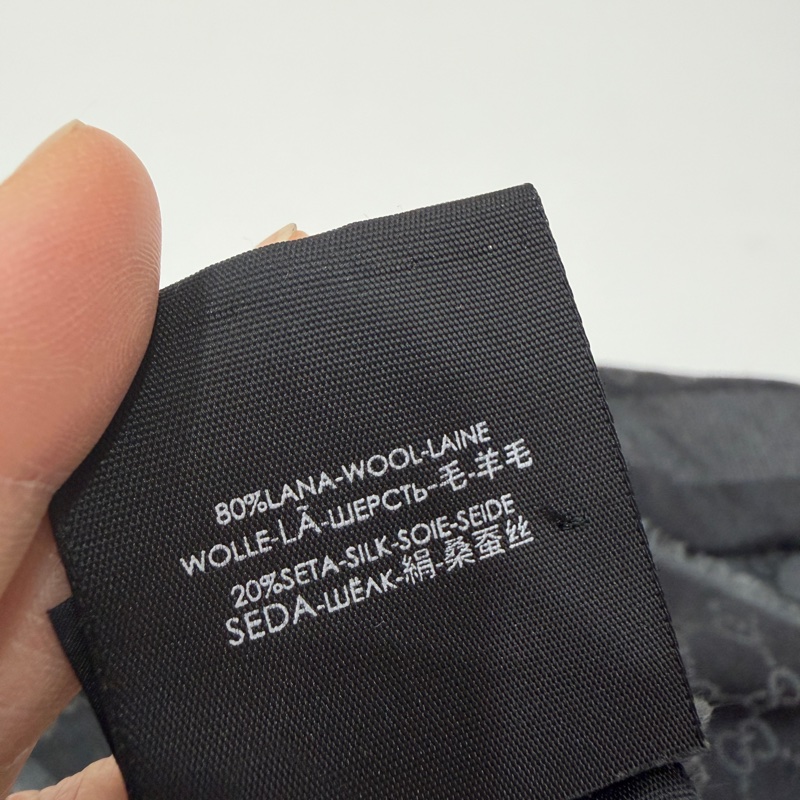 80%LANA-WOOL-LAINE
WOLLE-LÃ-ШЕРСТЬ-毛-羊毛
20%SETA-SILK-SOIE-SEIDE
SEDA-ШЁЛК-絹-桑蚕丝